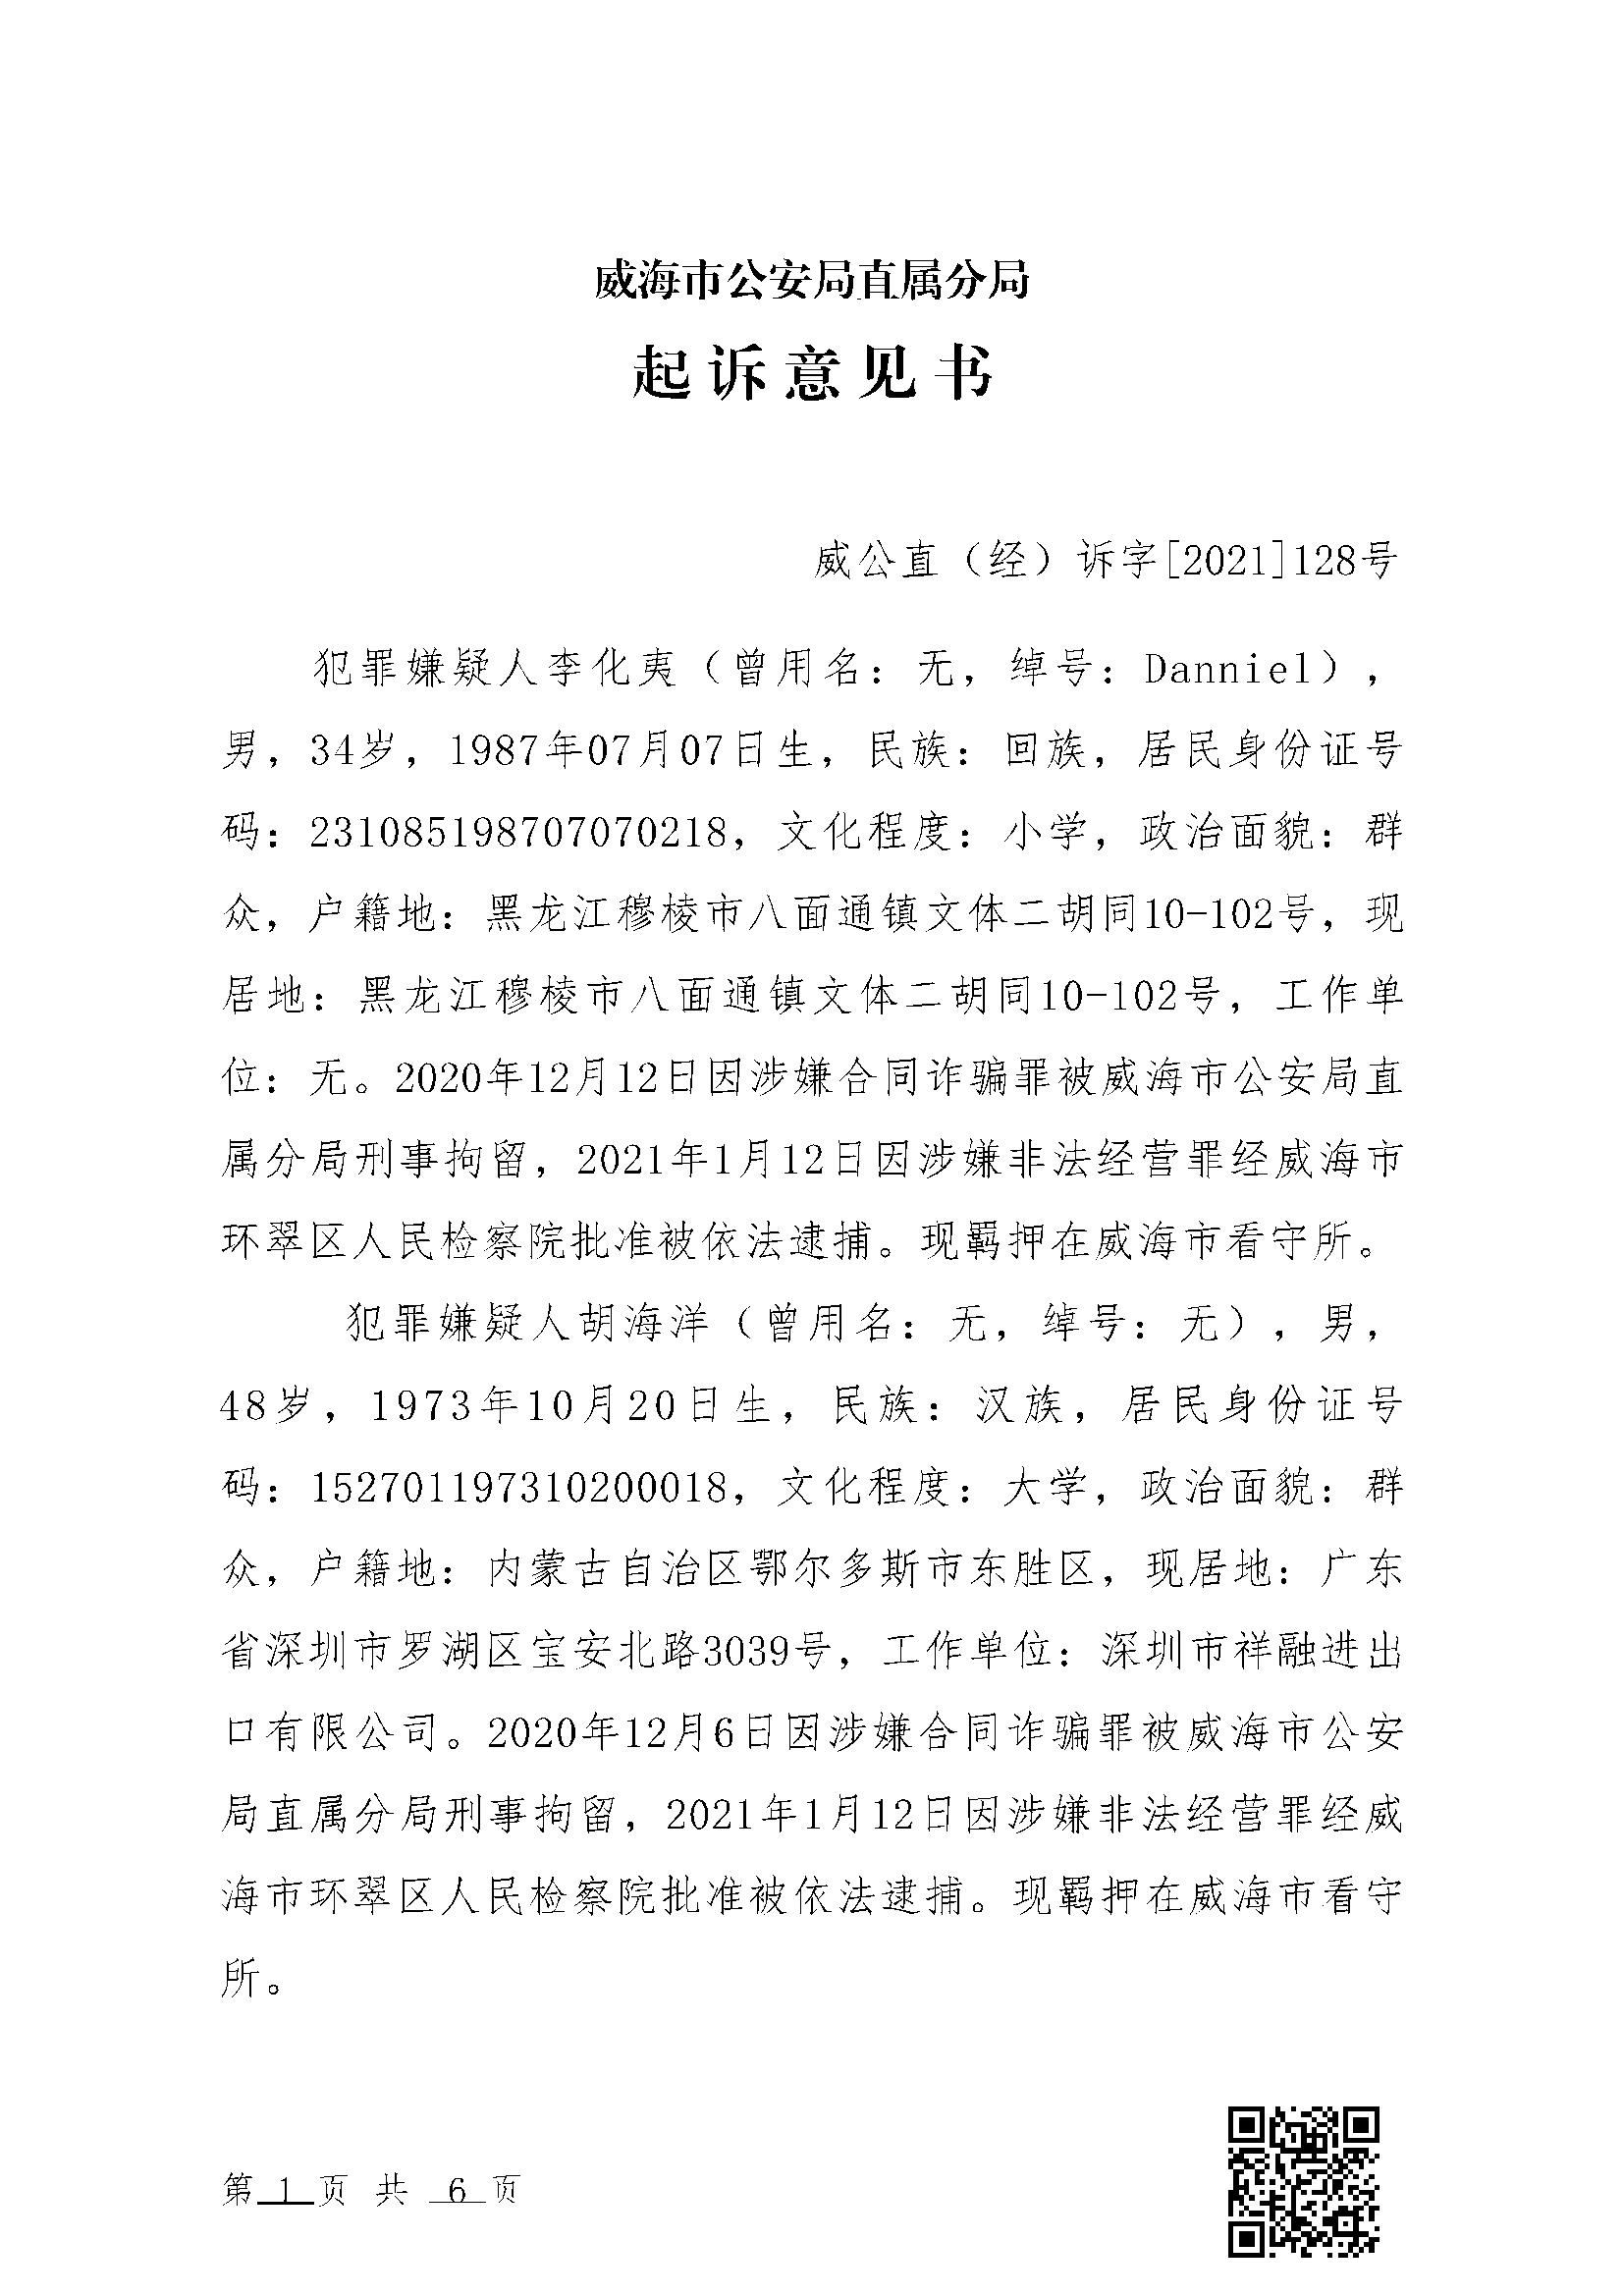 威海市公安局直属分局
起诉意见书
威公直（经）诉字[2021]128号
犯罪嫌疑人李化夷（曾用名：无，绰号：Danniel），
男，34岁，1987年07月07日生，民族：回族，居民身份证号
码：231085198707070218，文化程度：小学，政治面貌：群
众，户籍地：黑龙江穆棱市八面通镇文体二胡同10-102号，现
居地：黑龙江穆棱市八面通镇文体二胡同10-102号，工作单
位：无。2020年12月12日因涉嫌合同诈骗罪被威海市公安局直
属分局刑事拘留，2021年1月12日因涉嫌非法经营罪经威海市
环翠区人民检察院批准被依法逮捕。现羁押在威海市看守所。
犯罪嫌疑人胡海洋（曾用名：无，绰号：无），男，
48岁，1973年10月20日生，民族：汉族，居民身份证号
码：152701197310200018，文化程度：大学，政治面貌：群
众，户籍地：内蒙古自治区鄂尔多斯市东胜区，现居地：广东
省深圳市罗湖区宝安北路3039号，工作单位：深圳市祥融进出
口有限公司。2020年12月6日因涉嫌合同诈骗罪被威海市公安
局直属分局刑事拘留，2021年1月12日因涉嫌非法经营罪经威
海市环翠区人民检察院批准被依法逮捕。现羁押在威海市看守
所。
第 1 页 共 6 页